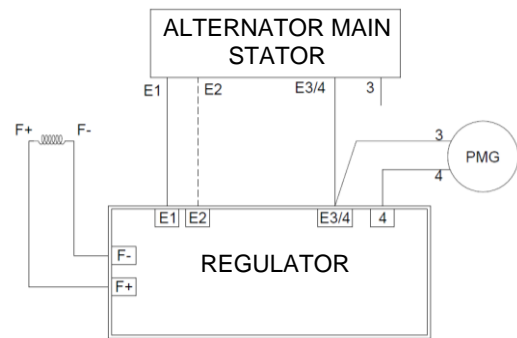 ALTERNATOR MAIN
STATOR
E1
E2
E3/4
3
F+
F-
3
PMG
4
E1
E2
E3/4
4
F-
REGULATOR
F+